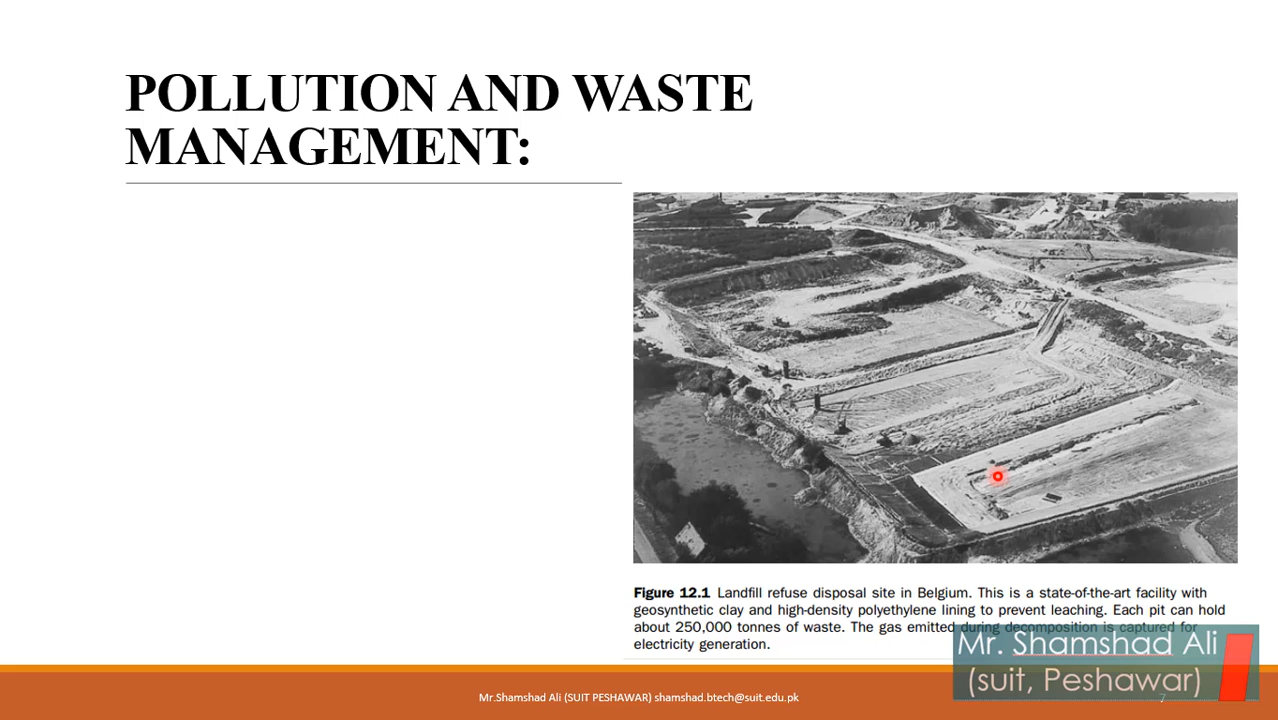 POLLUTION AND WASTE
MANAGEMENT:
Figure 12.1 Landfill refuse disposal site in Belgium. This is a state-of-the-art facility with
geosynthetic clay and high-density polyethylene lining to prevent leaching. Each pit can hold
about 250,000 tonnes of waste. The gas emitted during decomposition is captured for
electricity generation.
Mr. Shamshad Ali
(suit, Peshawar)
Mr.Shamshad Ali (SUIT PESHAWAR) shamshad.btech@suit.edu.pk
7